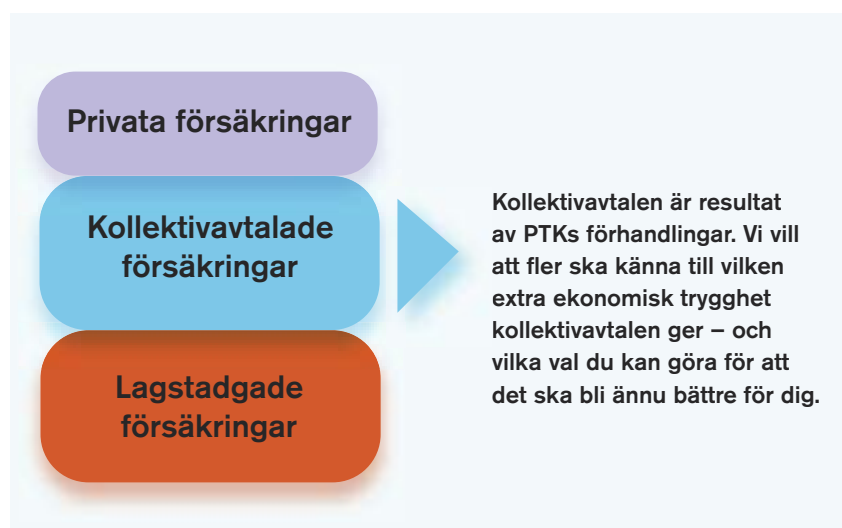 Privata försäkringar
Kollektivavtalade
försäkringar
Lagstadgade
försäkringar
Kollektivavtalen är resultat
av PTKs förhandlingar. Vi vill
att fler ska känna till vilken
extra ekonomisk trygghet
kollektivavtalen ger – och
vilka val du kan göra för att
det ska bli ännu bättre för dig.